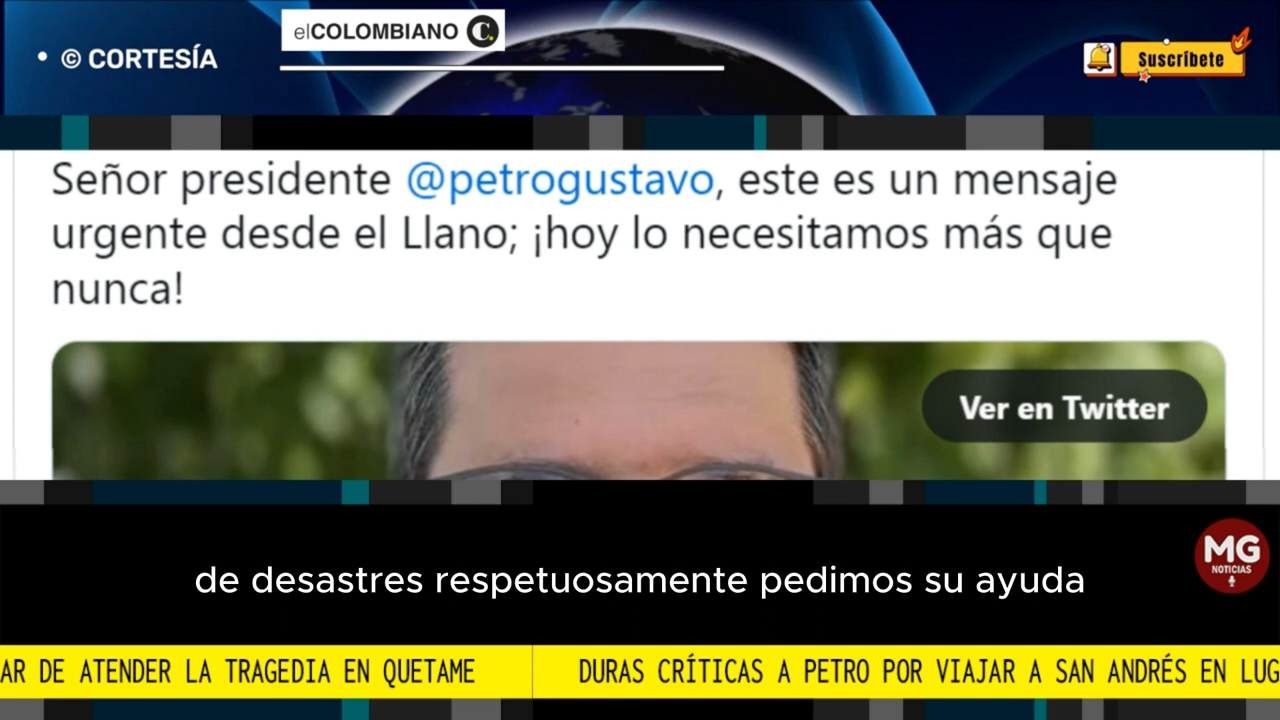 © CORTESÍA
elCOLOMBIANO C.
Suscríbete
Señor presidente @petrogustavo, este es un mensaje
urgente desde el Llano; ¡hoy lo necesitamos más que
nunca!
Ver en Twitter
MG
NOTICIAS
de desastres respetuosamente pedimos su ayuda
AR DE ATENDER LA TRAGEDIA EN QUETAME
DURAS CRÍTICAS A PETRO POR VIAJAR A SAN ANDRÉS EN LUG